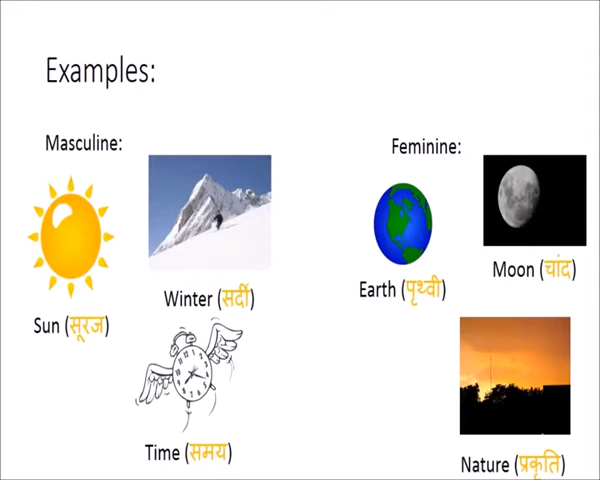 Examples:
Masculine:
Feminine:
Sun (सूरज)
Winter (सर्दी)
Time (समय)
Earth (पृथ्वी)
Moon (चांद)
Nature (प्रकृति)